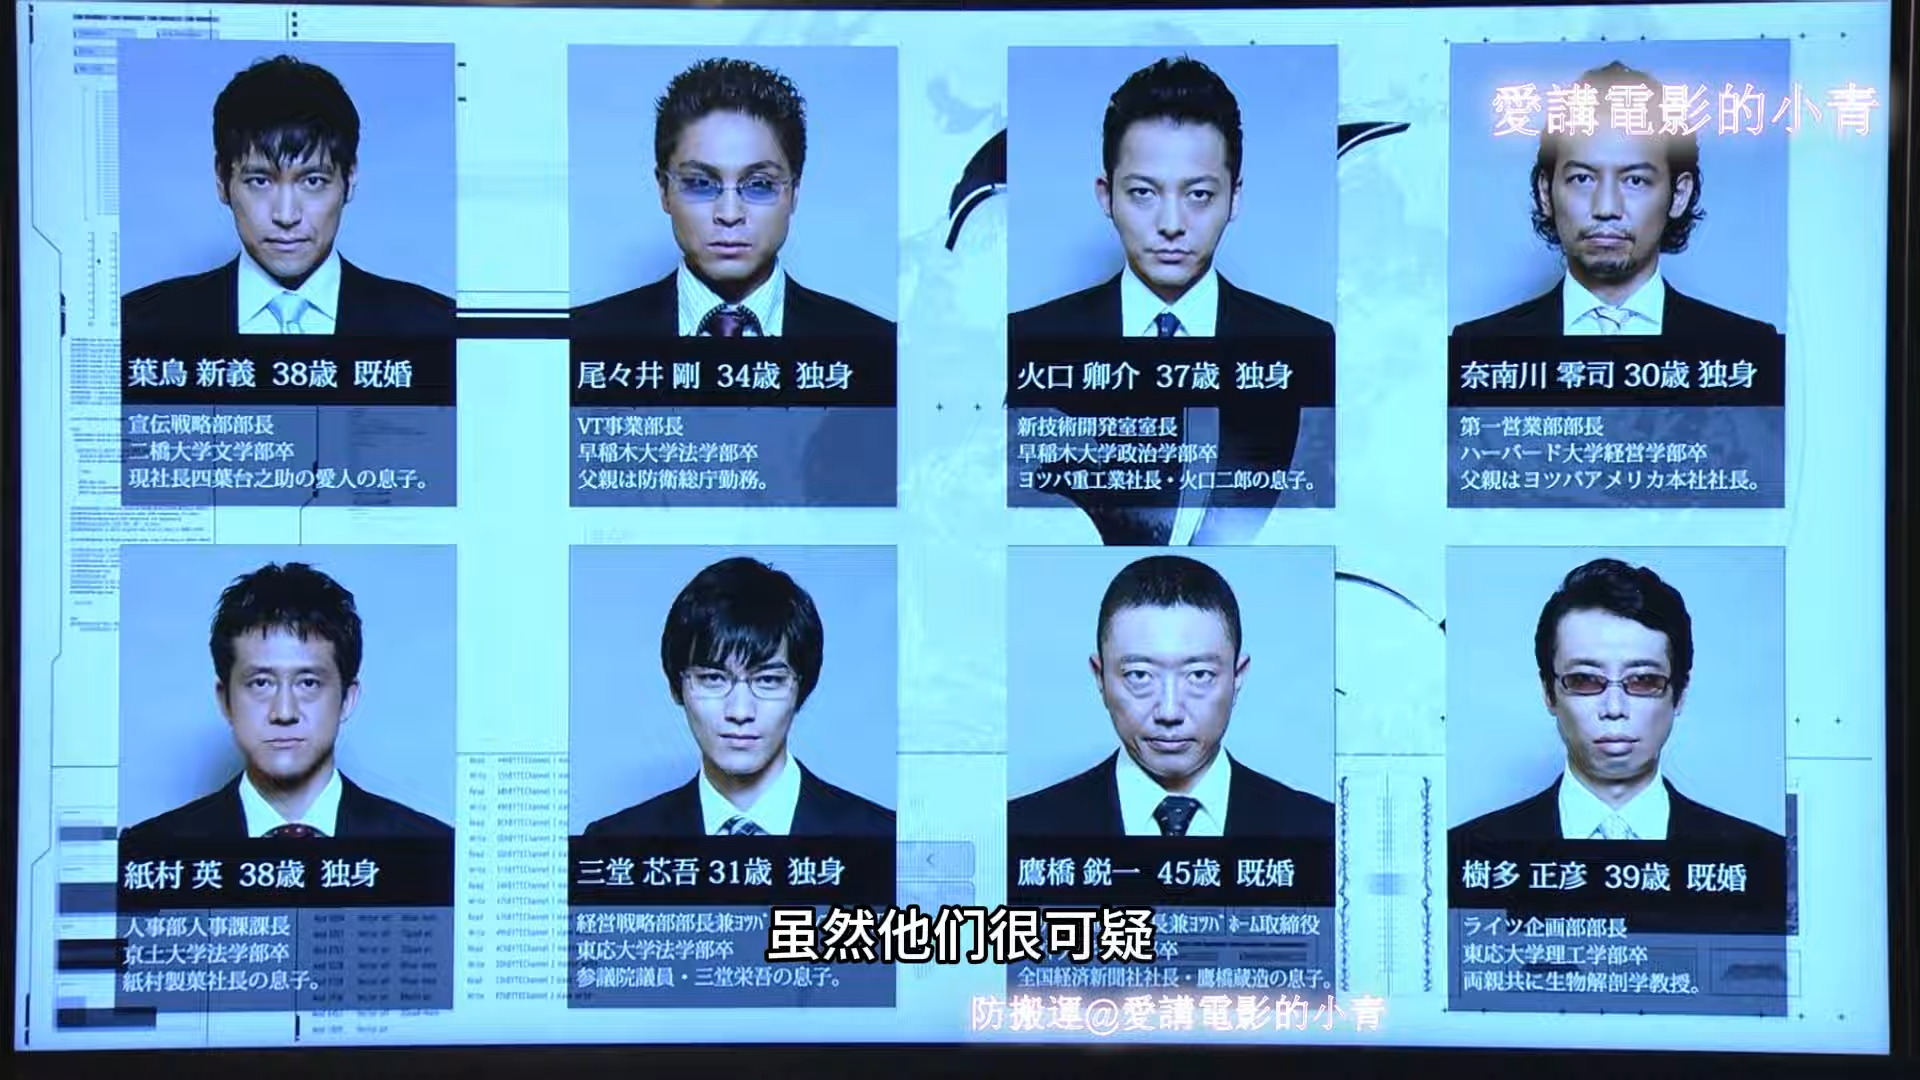 愛講電影的小青
葉鳥 新義 38歳 既婚
宣伝戦略部部長
二橋大学文学部卒
現社長四葉台之助の愛人の息子。
尾々井 剛 34歳 独身
VT事業部長
早稲木大学法学部卒
父親は防衛総庁勤務。
火口 卿介 37歳 独身
新技術開発室室長
早稲木大学政治学部卒
ヨツバ重工業社長・火口二郎の息子。
奈南川 零司 30歳 独身
第一営業部部長
ハーバード大学経営学部卒
父親はヨツバアメリカ本社社長。
紙村 英 38歳 独身
人事部人事課課長
京土大学法学部卒
紙村製菓社長の息子。
三堂 芯吾 31歳 独身
経営戦略部部長兼ﾖﾂﾊﾞ
東応大学法学部卒
参議院議員・三堂栄吾の息子。
鷹橋 鋭一 45歳 既婚
長兼ﾖﾂﾊﾞ ﾎｰﾑ取締役
卒
全国経済新聞社社長・鷹橋蔵造の息子。
樹多 正彦 39歳 既婚
ライツ企画部部長
東応大学理工学部卒
両親共に生物解剖学教授。
虽然他们很可疑
防搬運@愛講電影的小青